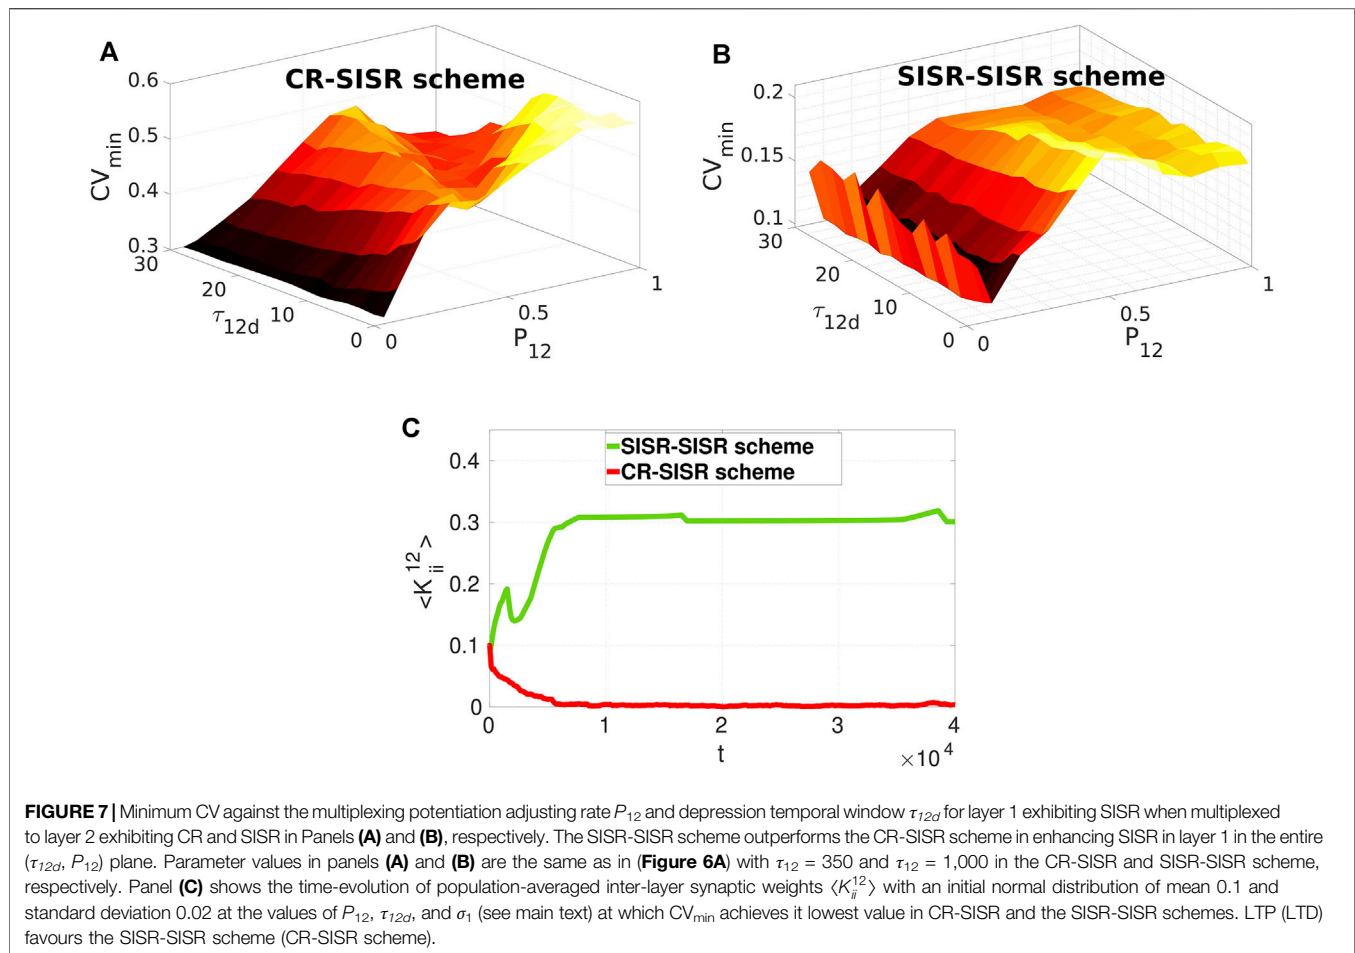 A
CR-SISR scheme
0.6
0.5
0.4
0.3
CVmin
30
20
10
0
τ12d
0
0.5
1
P12
B
SISR-SISR scheme
0.2
0.15
0.1
CVmin
30
20
10
0
τ12d
0
0.5
1
P12
C
SISR-SISR scheme
CR-SISR scheme
0.4
0.3
0.2
0.1
0
<K_ii^12>
0 1 2 3 4
t
×10^4
FIGURE 7 | Minimum CV against the multiplexing potentiation adjusting rate P12 and depression temporal window τ12d for layer 1 exhibiting SISR when multiplexed
to layer 2 exhibiting CR and SISR in Panels (A) and (B), respectively. The SISR-SISR scheme outperforms the CR-SISR scheme in enhancing SISR in layer 1 in the entire
(τ12d, P12) plane. Parameter values in panels (A) and (B) are the same as in (Figure 6A) with τ12 = 350 and τ12 = 1,000 in the CR-SISR and SISR-SISR scheme,
respectively. Panel (C) shows the time-evolution of population-averaged inter-layer synaptic weights ⟨K_ii^12⟩ with an initial normal distribution of mean 0.1 and
standard deviation 0.02 at the values of P12, τ12d, and σ1 (see main text) at which CVmin achieves it lowest value in CR-SISR and the SISR-SISR schemes. LTP (LTD)
favours the SISR-SISR scheme (CR-SISR scheme).